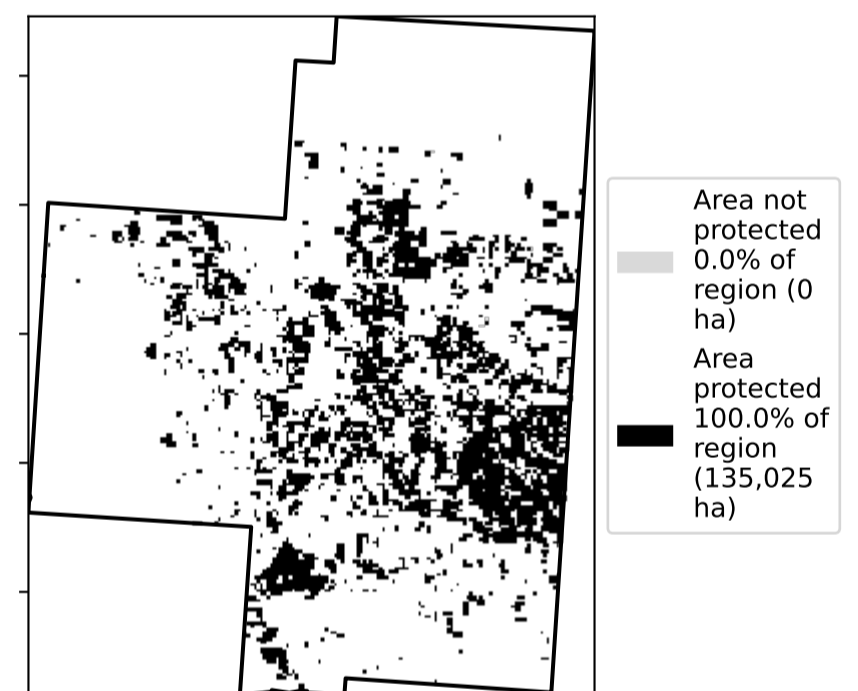 Area not
protected
0.0% of
region (0
ha)
Area
protected
100.0% of
region
(135,025
ha)